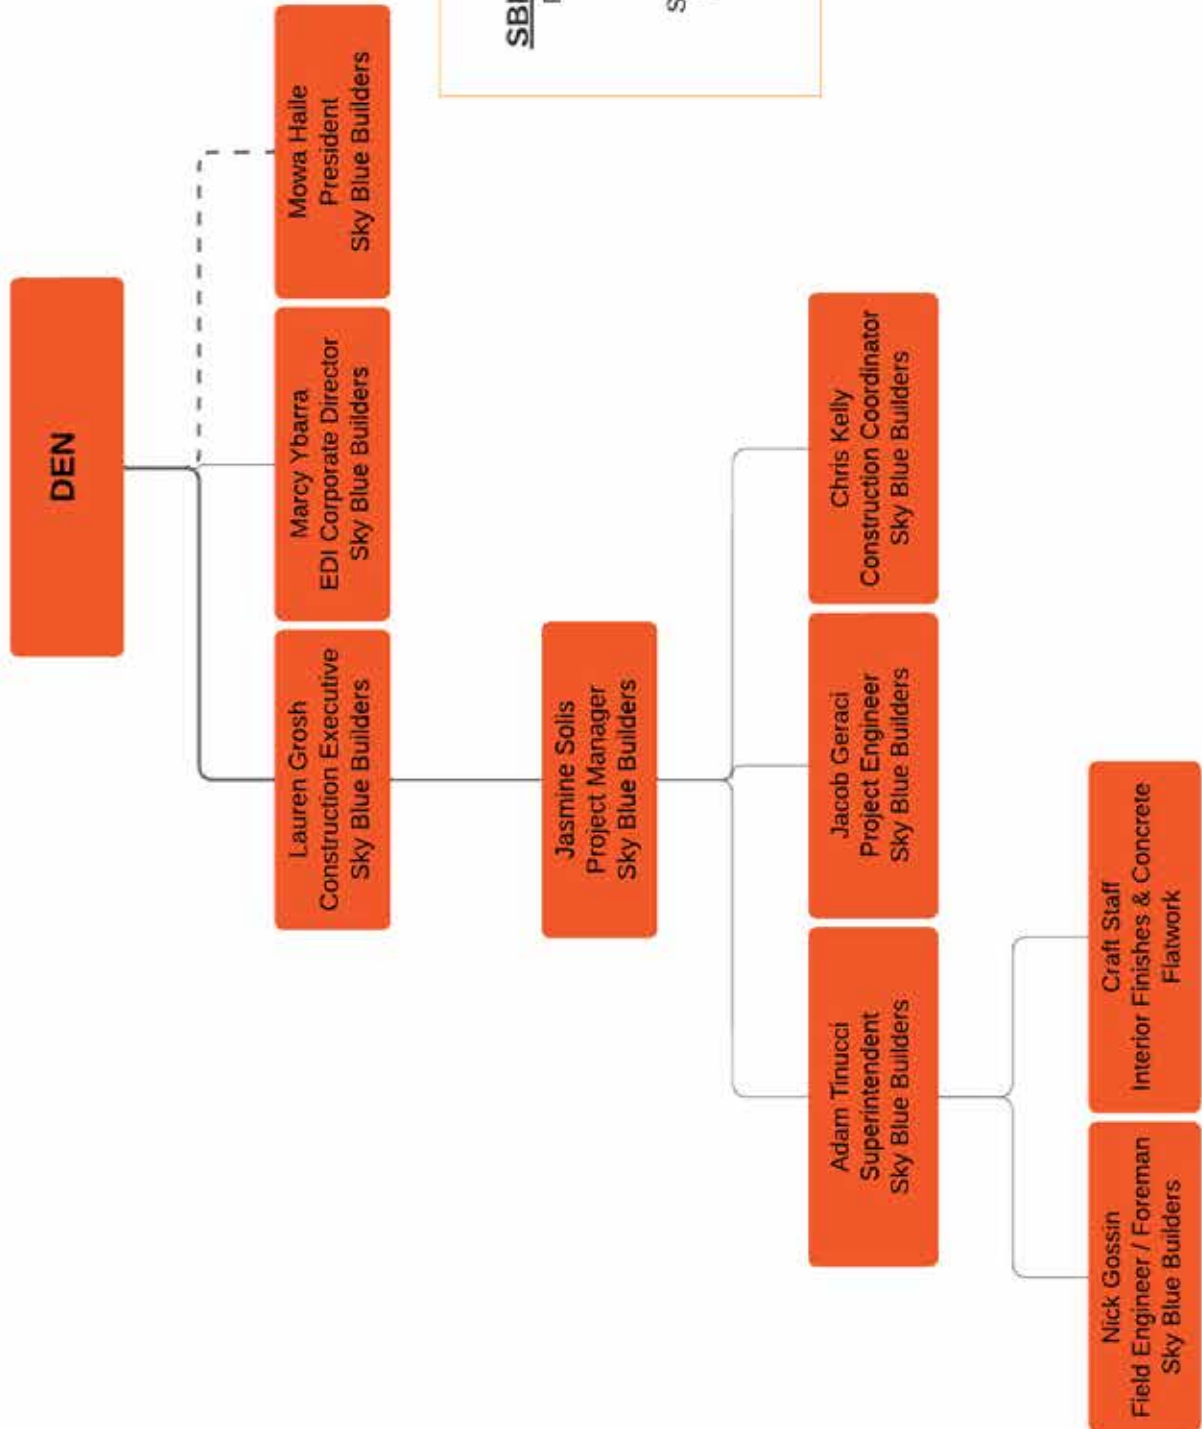 DEN
Lauren Grosh
Construction Executive
Sky Blue Builders
Marcy Ybarra
EDI Corporate Director
Sky Blue Builders
Mowa Haile
President
Sky Blue Builders
Jasmine Solis
Project Manager
Sky Blue Builders
Adam Tinucci
Superintendent
Sky Blue Builders
Jacob Geraci
Project Engineer
Sky Blue Builders
Chris Kelly
Construction Coordinator
Sky Blue Builders
Nick Gossin
Field Engineer / Foreman
Sky Blue Builders
Craft Staff
Interior Finishes & Concrete
Flatwork